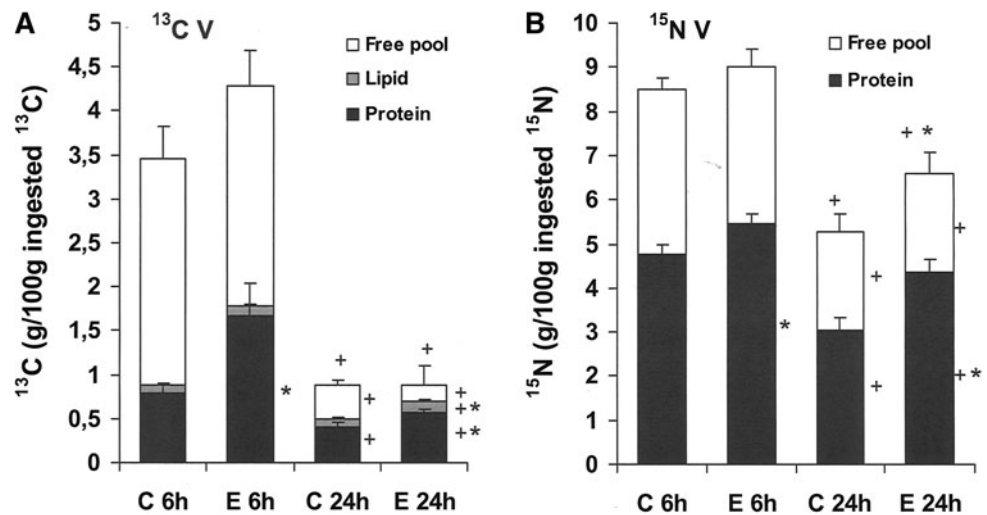 A
¹³C V
¹³C (g/100g ingested ¹³C)
5
4,5
4
3,5
3
2,5
2
1,5
1
0,5
0
Free pool
Lipid
Protein
*
+
+
+
+
+
+*
+*
C 6h E 6h C 24h E 24h
B
¹⁵N V
¹⁵N (g/100g ingested ¹⁵N)
10
9
8
7
6
5
4
3
2
1
0
Free pool
Protein
*
+
+
+
+ *
+
+*
C 6h E 6h C 24h E 24h